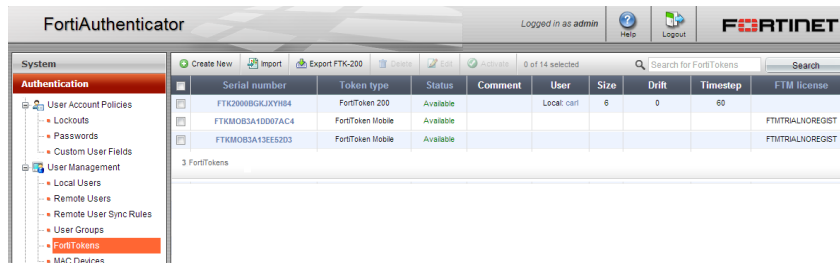 FortiAuthenticator
Logged in as admin
Help
Logout
FORTINET
System
Create New Import Export FTK-200 Delete Edit Activate 0 of 14 selected Search for FortiTokens Search
Authentication
Serial number Token type Status Comment User Size Drift Timestep FTM license
User Account Policies
FTK2000BGKJXYH84 FortiToken 200 Available Local: carl 6 0 60
Lockouts
FTKMOB3A1DD07AC4 FortiToken Mobile Available FTMTRIALNOREGIST
Passwords
FTKMOB3A13EE52D3 FortiToken Mobile Available FTMTRIALNOREGIST
Custom User Fields
3 FortiTokens
User Management
Local Users
Remote Users
Remote User Sync Rules
User Groups
FortiTokens
MAC Devices